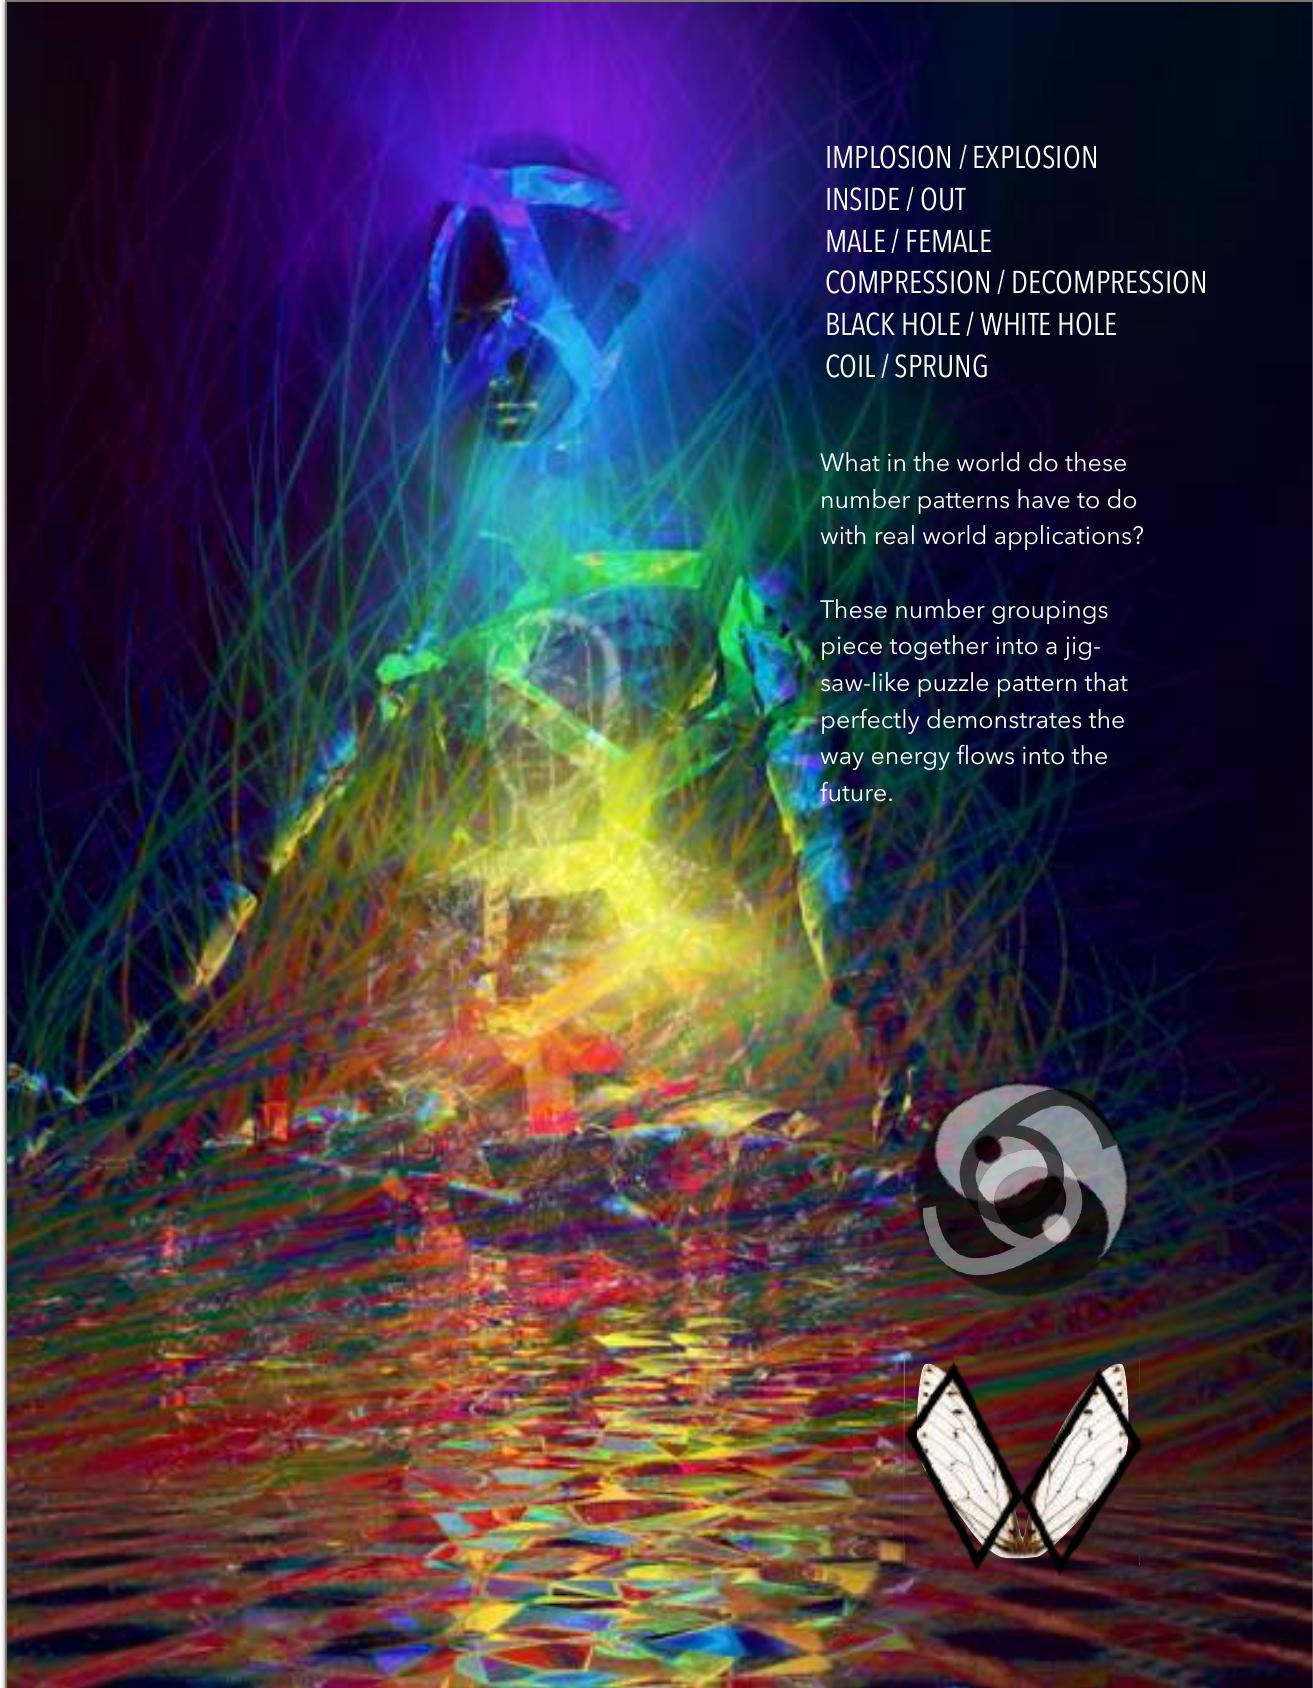 IMPLOSION / EXPLOSION
INSIDE / OUT
MALE / FEMALE
COMPRESSION / DECOMPRESSION
BLACK HOLE / WHITE HOLE
COIL / SPRUNG
What in the world do these
number patterns have to do
with real world applications?
These number groupings
piece together into a jig-
saw-like puzzle pattern that
perfectly demonstrates the
way energy flows into the
future.